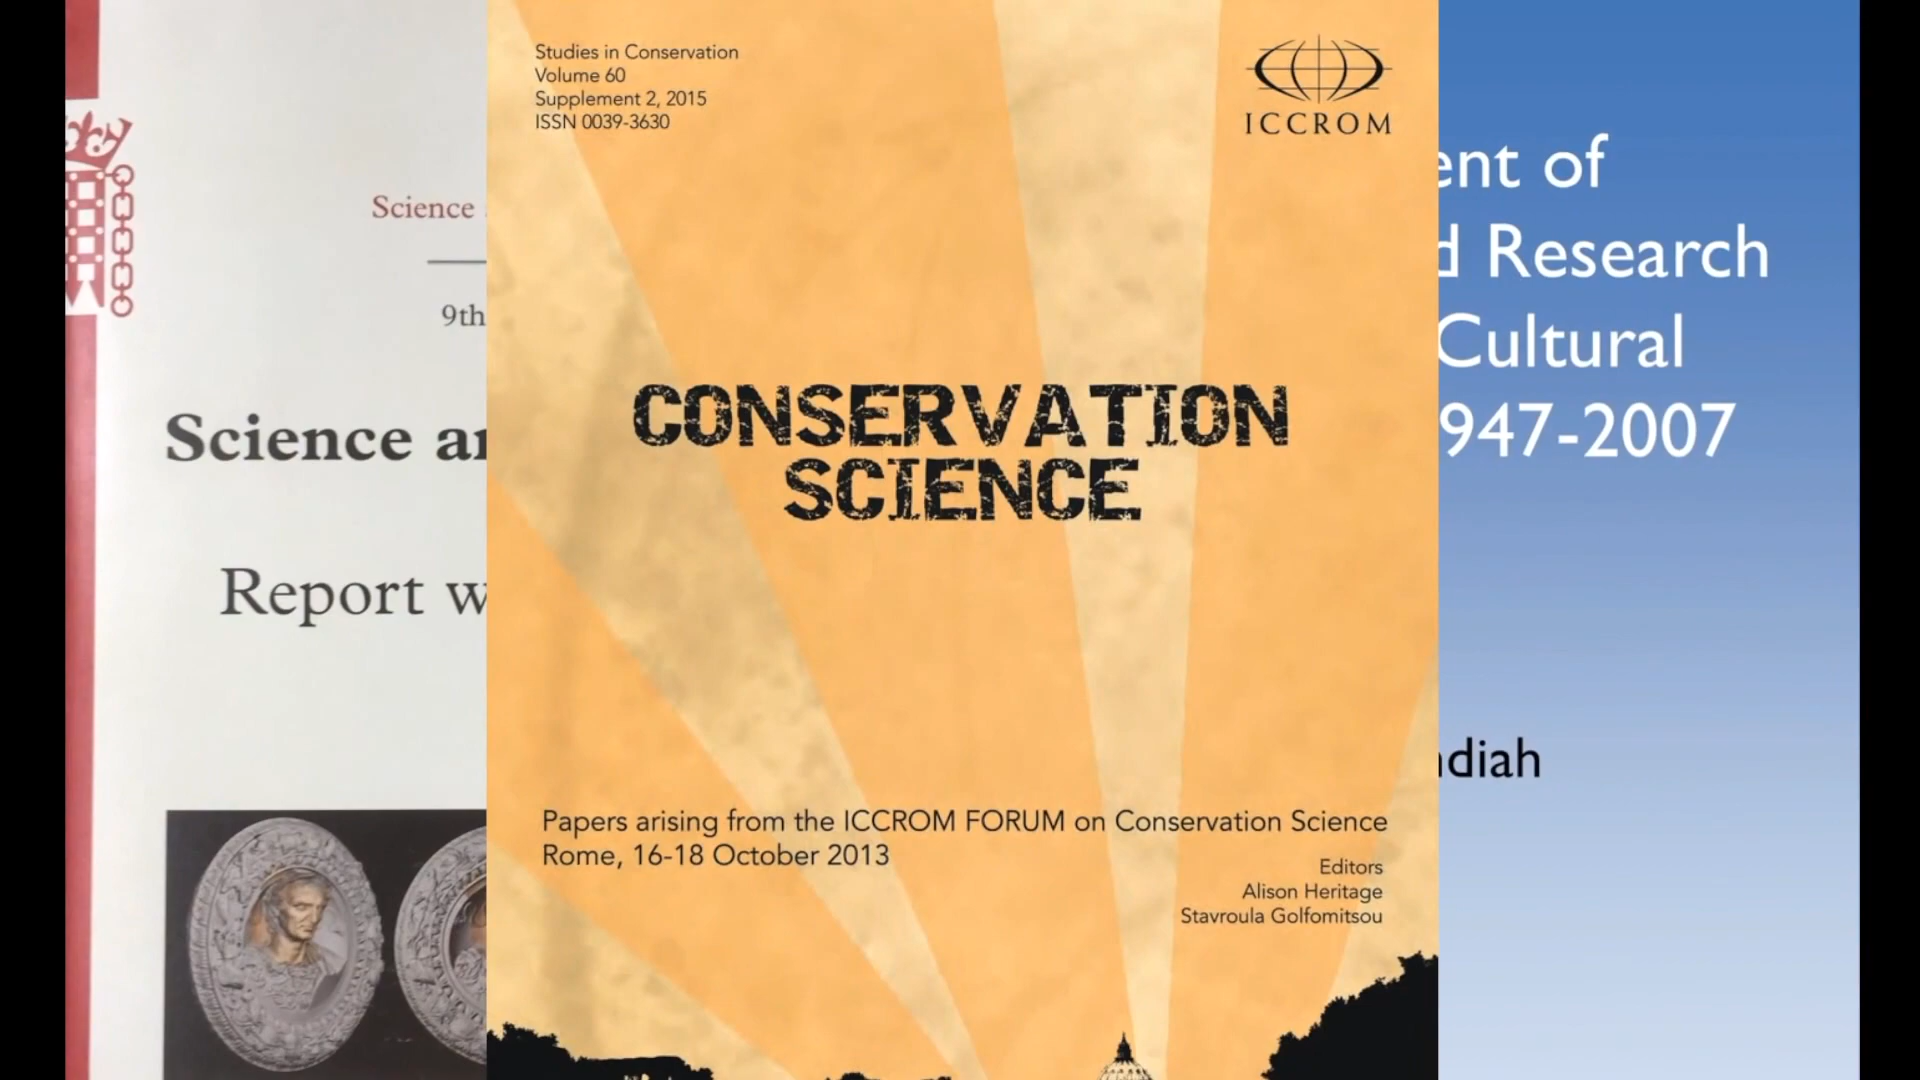 Science
9th
Science
Report
Studies in Conservation
Volume 60
Supplement 2, 2015
ISSN 0039-3630
ICCROM
CONSERVATION
SCIENCE
Papers arising from the ICCROM FORUM on Conservation Science
Rome, 16-18 October 2013
Editors
Alison Heritage
Stavroula Golfomitsou
of
Research
Cultural
947-2007